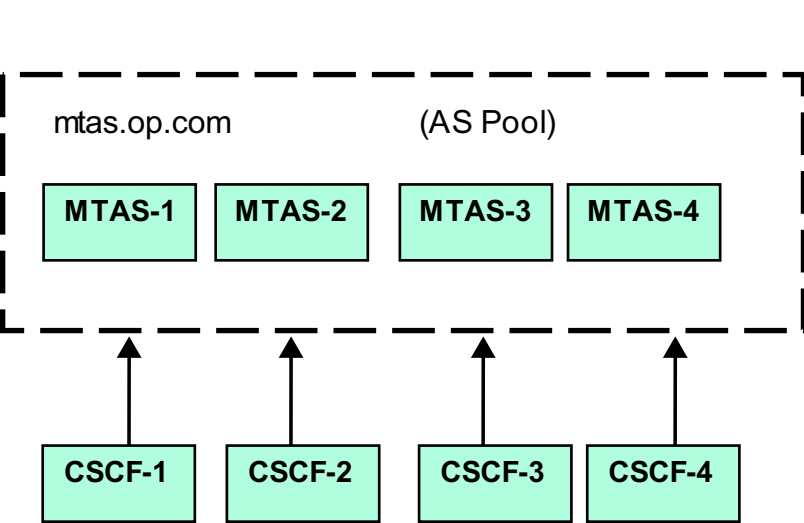 mtas.op.com (AS Pool)
MTAS-1 MTAS-2 MTAS-3 MTAS-4
CSCF-1 CSCF-2 CSCF-3 CSCF-4